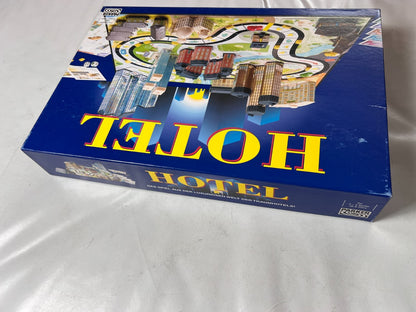 HOTEL
HOTEL
DAS SPIEL AUS DER LUXURIÖSEN WELT DER TRAUMHOTELS!